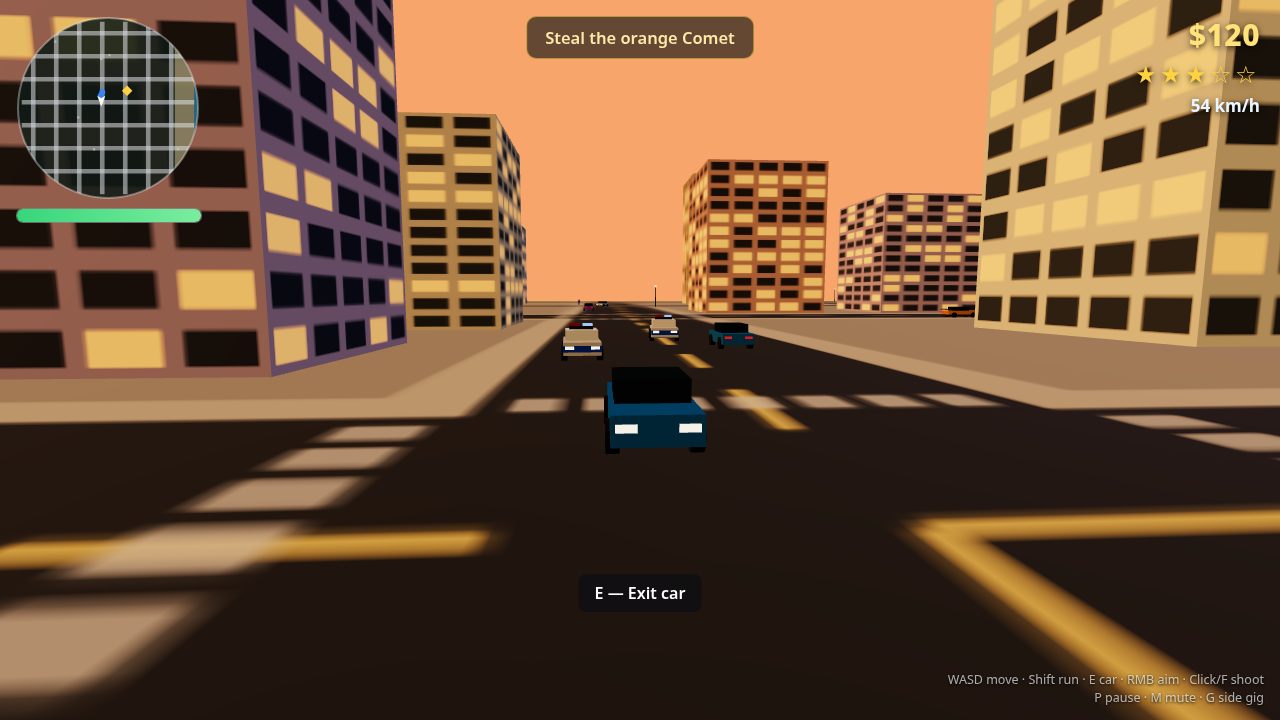 Steal the orange Comet
$120
★ ★ ★ ☆ ☆
54 km/h
E — Exit car
WASD move · Shift run · E car · RMB aim · Click/F shoot
P pause · M mute · G side gig